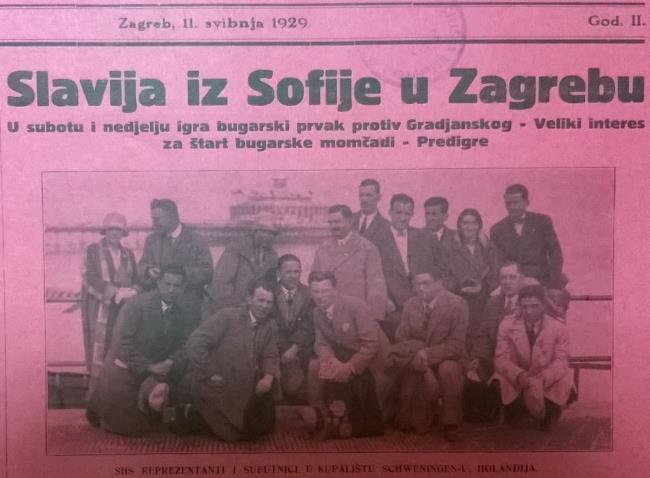 Zagreb, 11. svibnja 1929
God. II.
Slavija iz Sofije u Zagrebu
U subotu i nedjelju igra bugarski prvak protiv Gradjanskog - Veliki interes
za štart bugarske momčadi - Predigre
SHS REPREZENTANTI I SUPUTNICI U KUPALIŠTU SCHWENINGEN-U, HOLANDIJA.